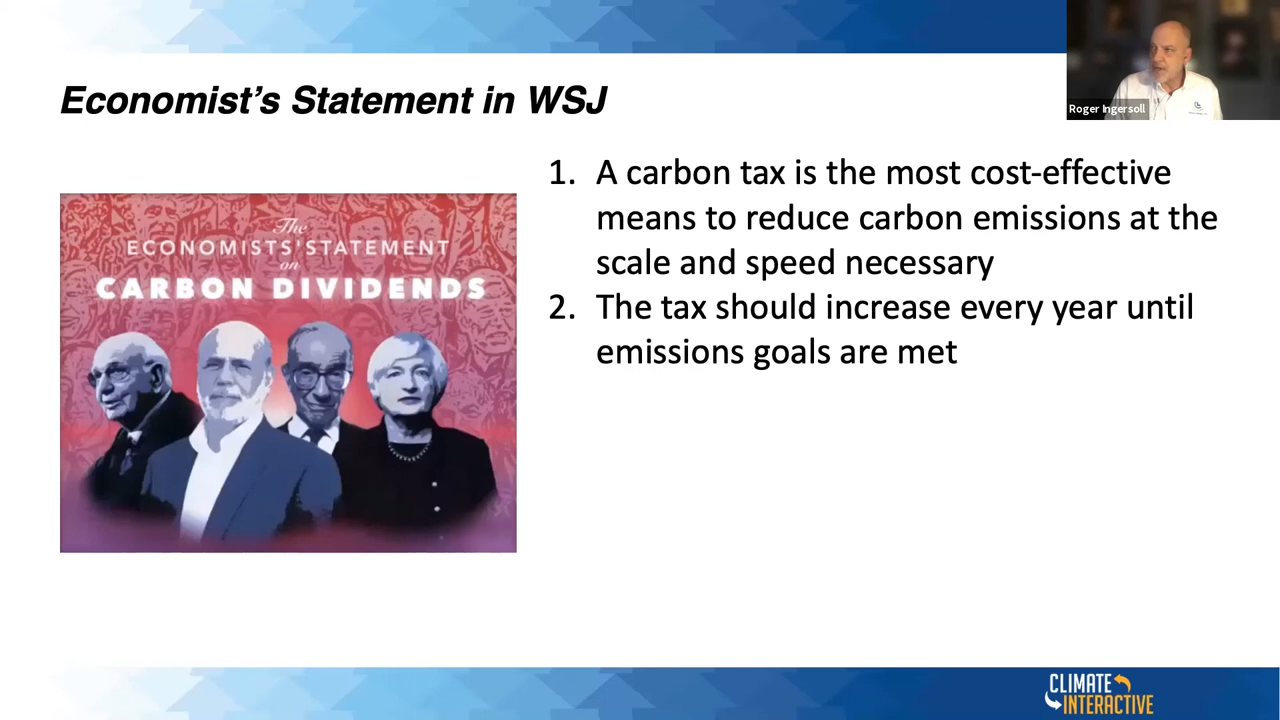 Economist's Statement in WSJ
Roger Ingersoll
The
ECONOMISTS' STATEMENT
on
CARBON DIVIDENDS
1. A carbon tax is the most cost-effective
means to reduce carbon emissions at the
scale and speed necessary
2. The tax should increase every year until
emissions goals are met
CLIMATE
INTERACTIVE